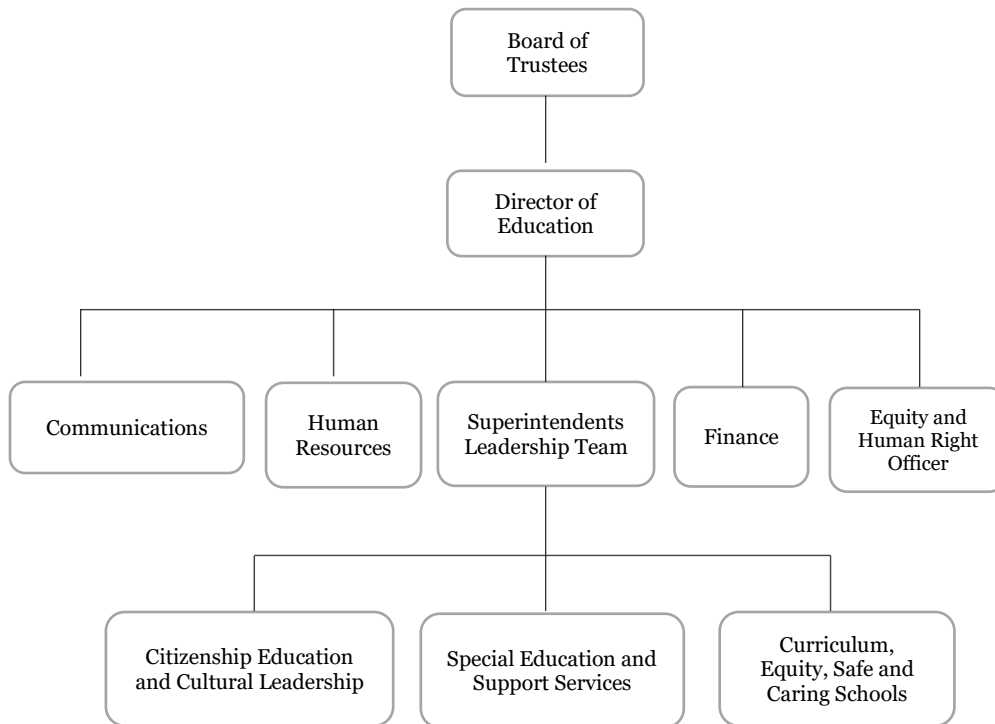 Board of
Trustees
Director of
Education
Communications
Human
Resources
Superintendents
Leadership Team
Finance
Equity and
Human Right
Officer
Citizenship Education
and Cultural Leadership
Special Education and
Support Services
Curriculum,
Equity, Safe and
Caring Schools